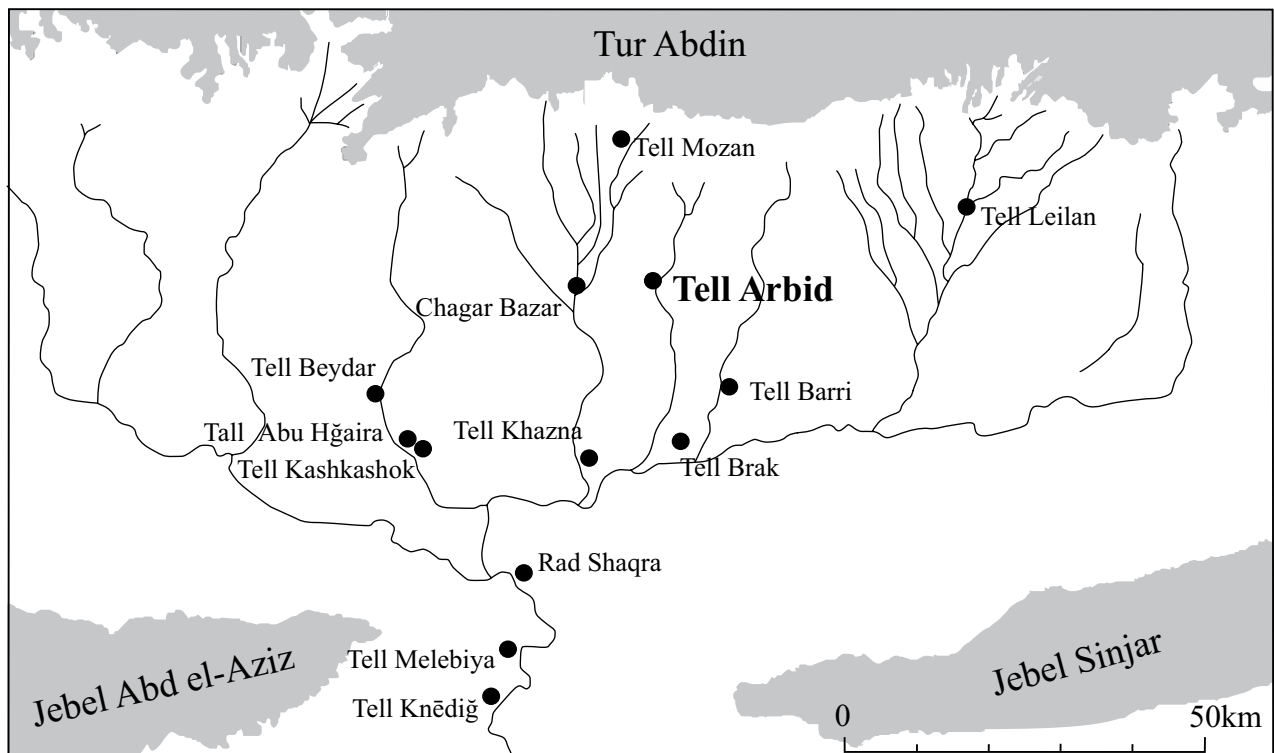 Tur Abdin
Tell Mozan
Tell Leilan
Tell Arbid
Chagar Bazar
Tell Beydar
Tell Barri
Tall Abu Hğaira
Tell Khazna
Tell Kashkashok
Tell Brak
Rad Shaqra
Jebel Abd el-Aziz
Tell Melebiya
Jebel Sinjar
Tell Knēdiğ
0
50km